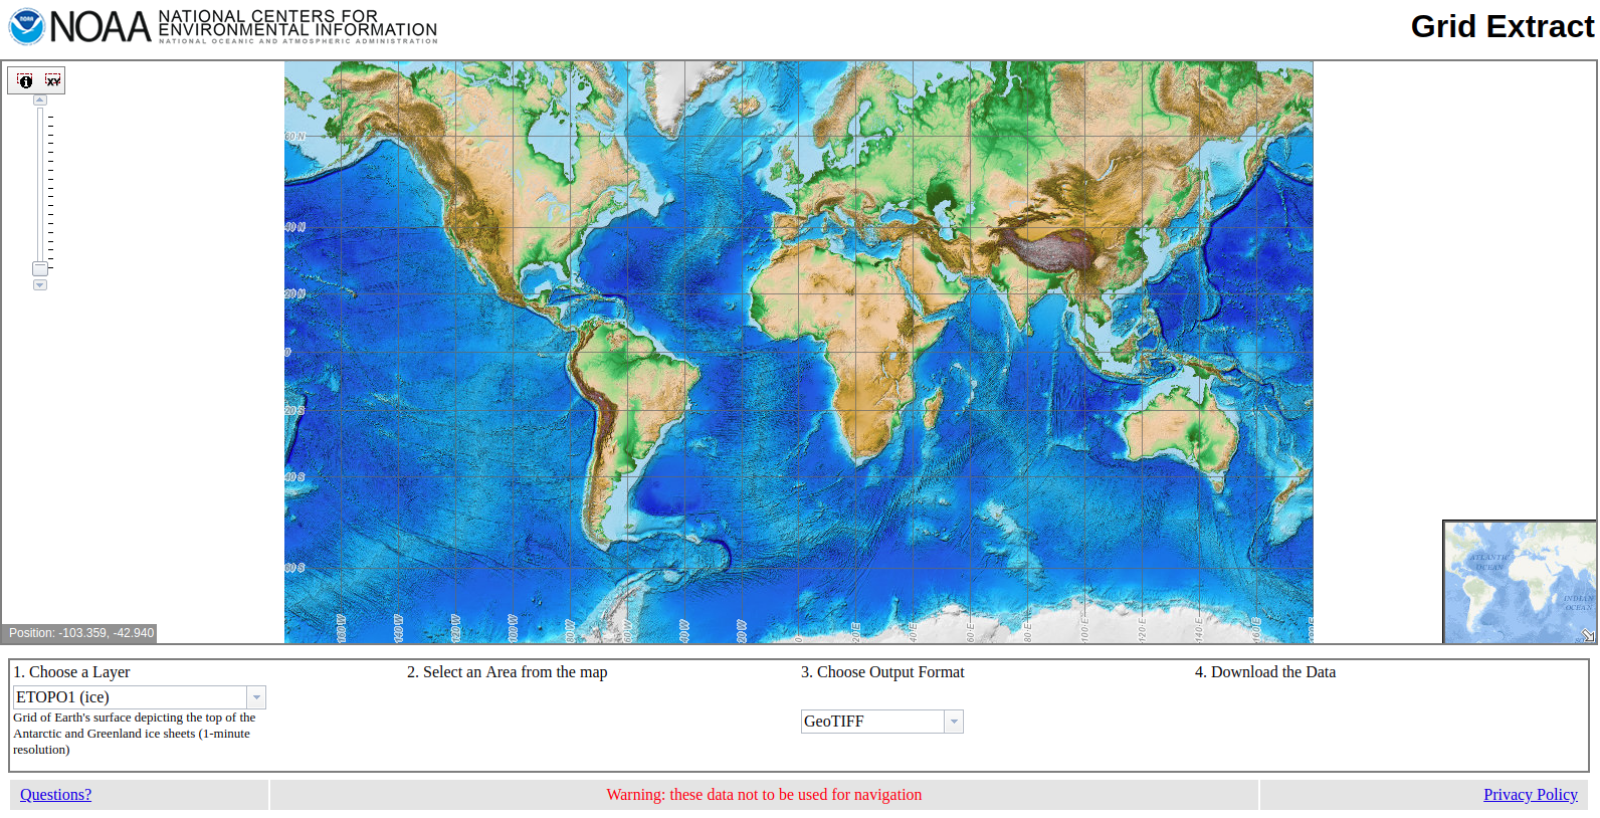 NOAA
NATIONAL CENTERS FOR
ENVIRONMENTAL INFORMATION
NATIONAL OCEANIC AND ATMOSPHERIC ADMINISTRATION
Grid Extract
XY
40 N
20 N
0
20 S
40 S
60 S
160 W
140 W
120 W
100 W
80 W
60 W
40 W
20 W
0
20 E
40 E
60 E
80 E
100 E
120 E
140 E
160 E
ATLANTIC
OCEAN
INDIAN
OCEAN
Position: -103.359, -42.940
1. Choose a Layer
ETOPO1 (ice)
Grid of Earth's surface depicting the top of the
Antarctic and Greenland ice sheets (1-minute
resolution)
2. Select an Area from the map
3. Choose Output Format
GeoTIFF
4. Download the Data
Questions?
Warning: these data not to be used for navigation
Privacy Policy